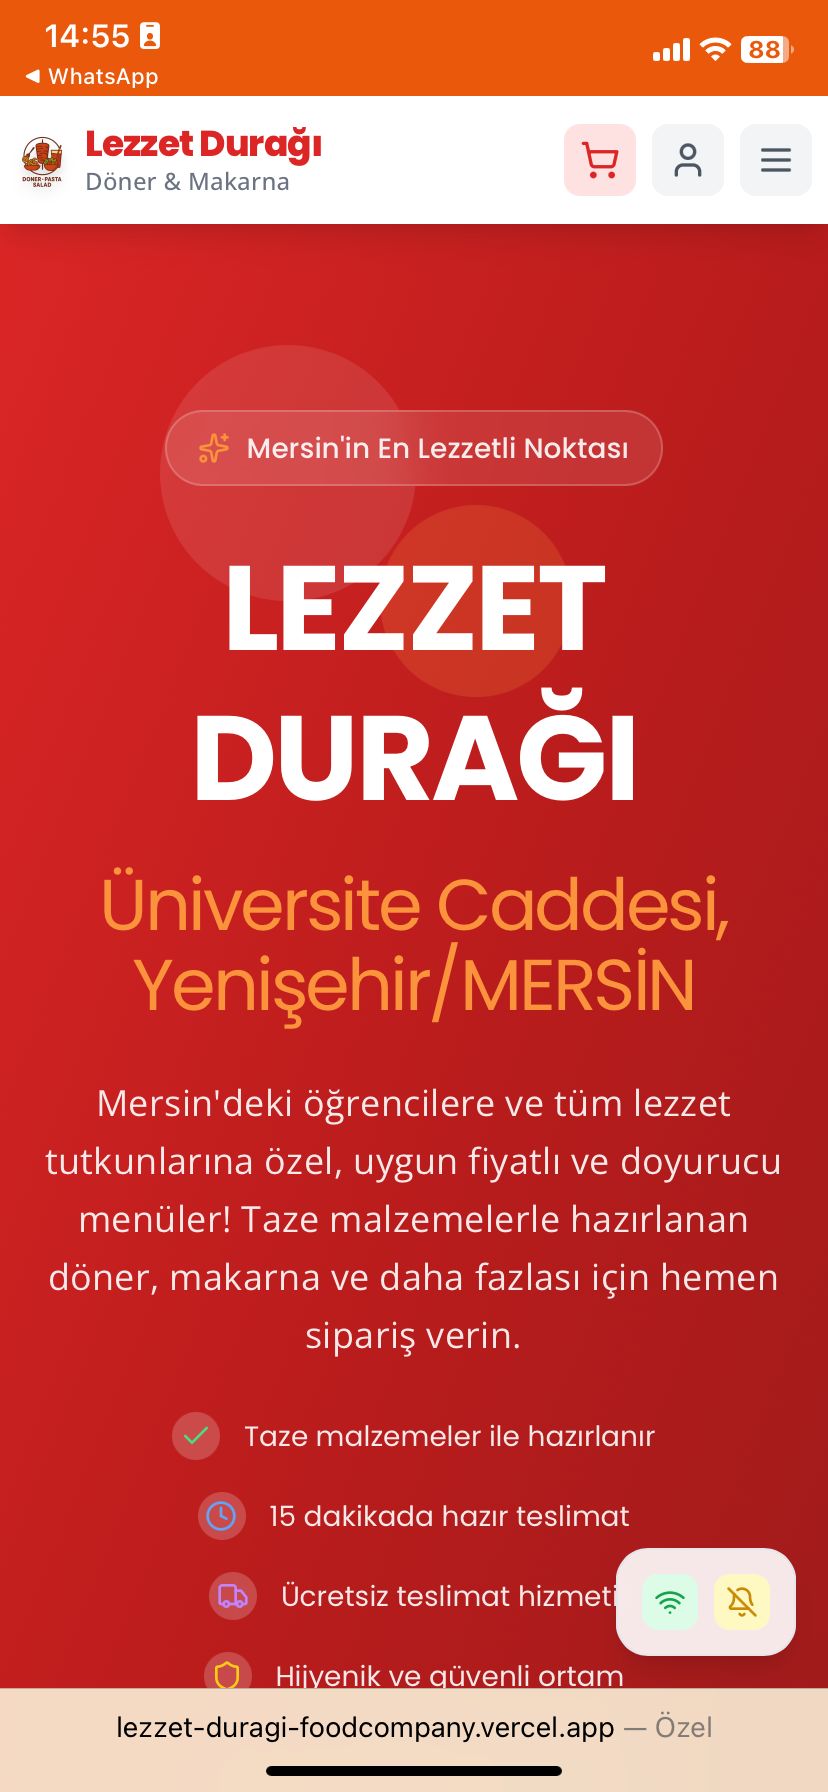 14:55
88
◀ WhatsApp
Lezzet Durağı
Döner & Makarna
DONER·PASTA
SALAD
Mersin'in En Lezzetli Noktası
LEZZET
DURAĞI
Üniversite Caddesi,
Yenişehir/MERSİN
Mersin'deki öğrencilere ve tüm lezzet
tutkunlarına özel, uygun fiyatlı ve doyurucu
menüler! Taze malzemelerle hazırlanan
döner, makarna ve daha fazlası için hemen
sipariş verin.
Taze malzemeler ile hazırlanır
15 dakikada hazır teslimat
Ücretsiz teslimat hizmeti
Hijyenik ve güvenli ortam
lezzet-duragi-foodcompany.vercel.app — Özel